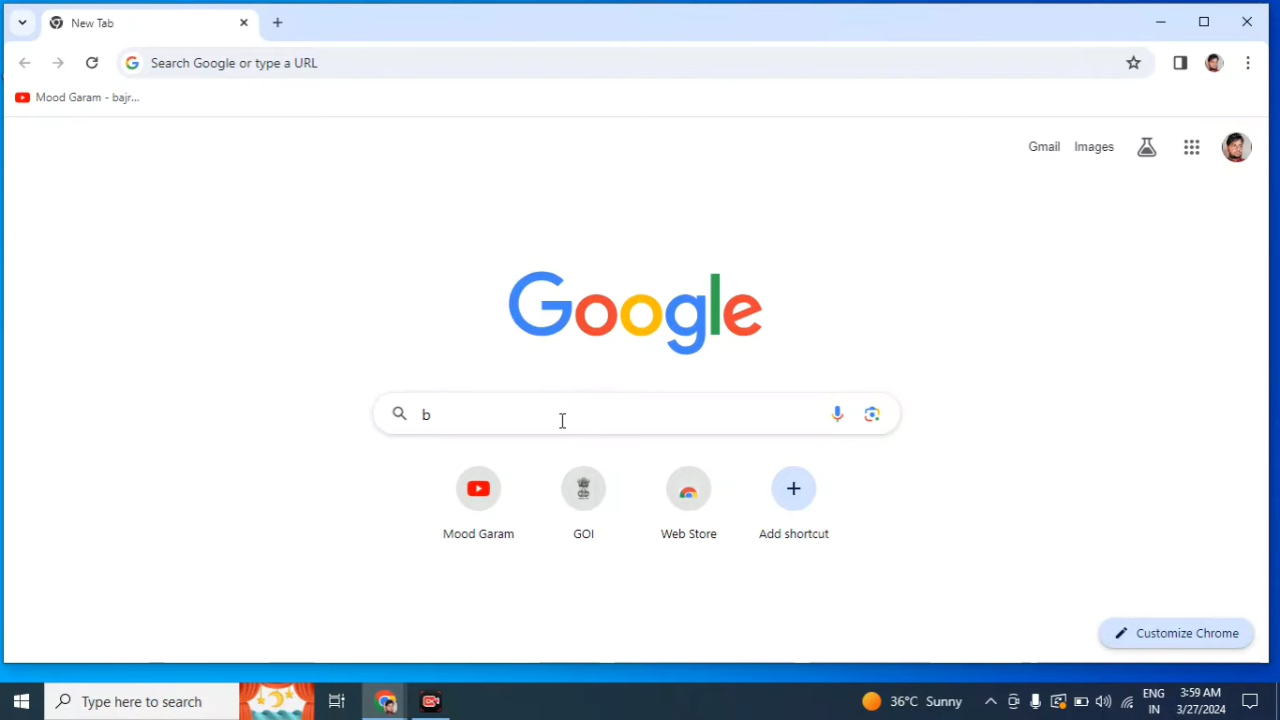 New Tab
Search Google or type a URL
Mood Garam - bajr...
Gmail Images
Google
b
Mood Garam GOI Web Store Add shortcut
Customize Chrome
Type here to search
36°C Sunny
ENG
IN
3:59 AM
3/27/2024